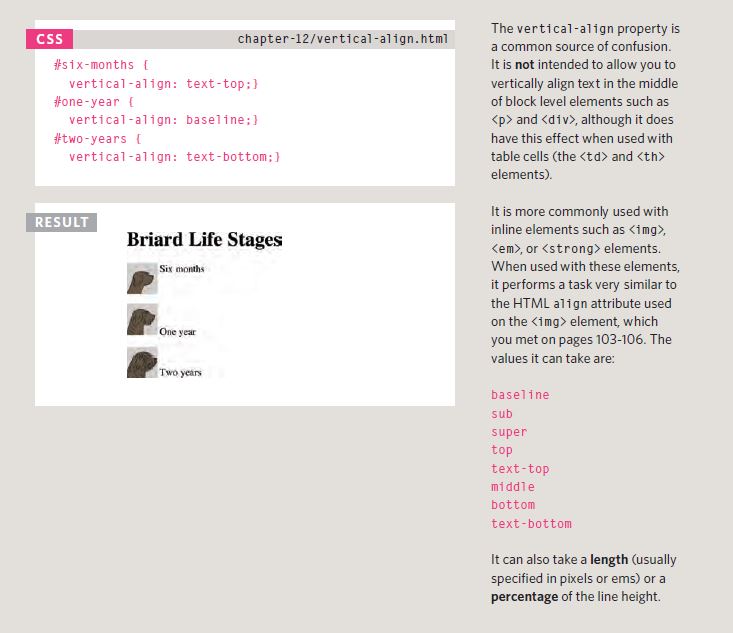 CSS
chapter-12/vertical-align.html
#six-months {
  vertical-align: text-top;}
#one-year {
  vertical-align: baseline;}
#two-years {
  vertical-align: text-bottom;}
RESULT
Briard Life Stages
Six months
One year
Two years
The vertical-align property is
a common source of confusion.
It is not intended to allow you to
vertically align text in the middle
of block level elements such as
<p> and <div>, although it does
have this effect when used with
table cells (the <td> and <th>
elements).
It is more commonly used with
inline elements such as <img>,
<em>, or <strong> elements.
When used with these elements,
it performs a task very similar to
the HTML align attribute used
on the <img> element, which
you met on pages 103-106. The
values it can take are:
baseline
sub
super
top
text-top
middle
bottom
text-bottom
It can also take a length (usually
specified in pixels or ems) or a
percentage of the line height.